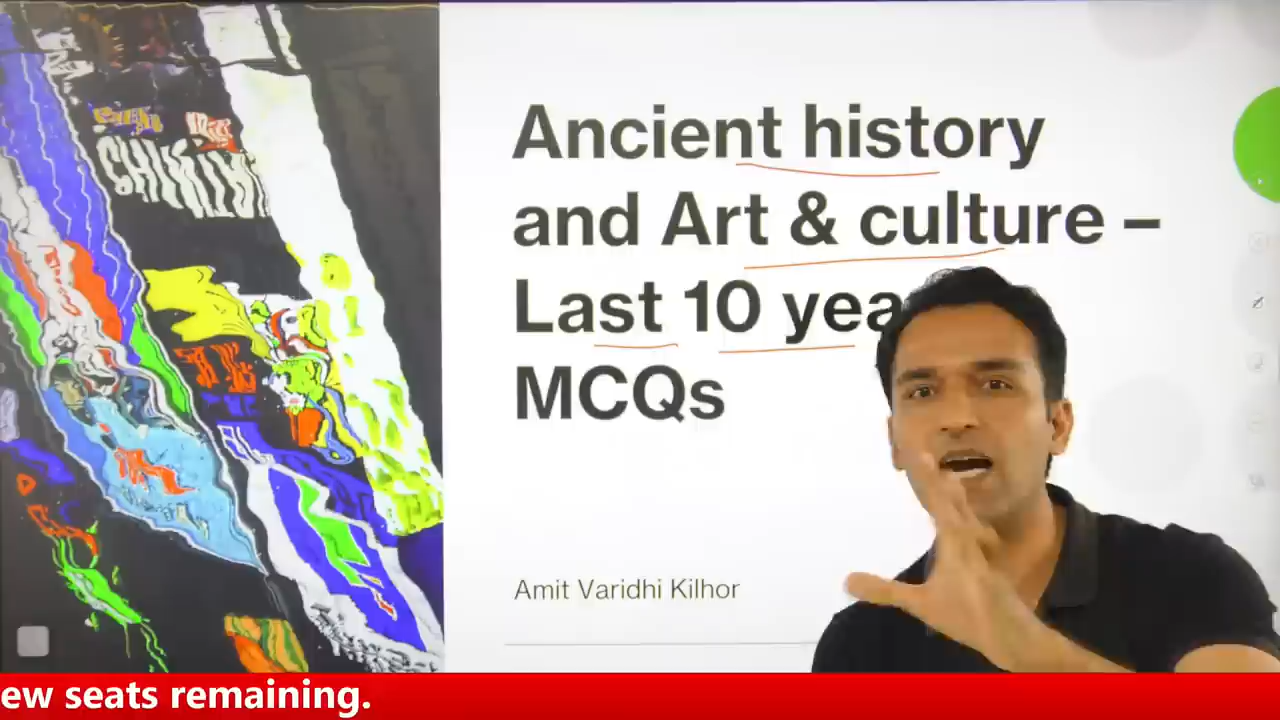 Ancient history
and Art & culture –
Last 10 yea
MCQs
Amit Varidhi Kilhor
ew seats remaining.